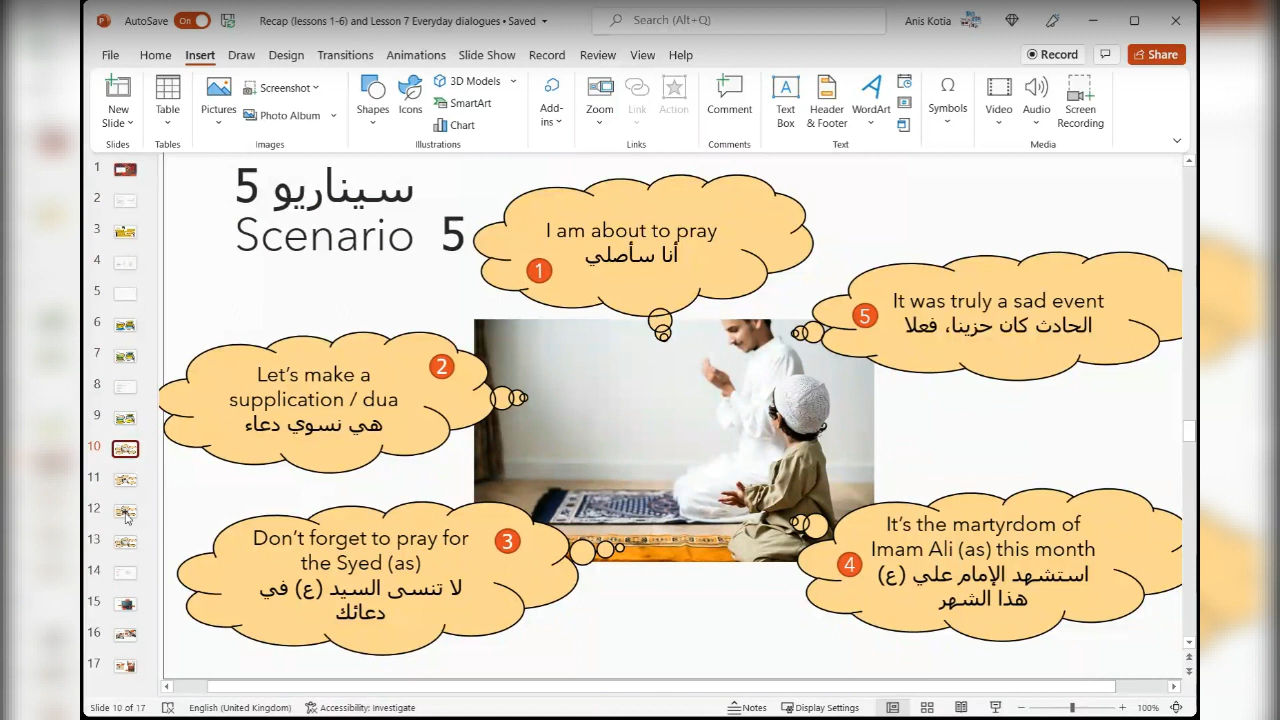 AutoSave
On
Recap (lessons 1-6) and Lesson 7 Everyday dialogues • Saved
Search (Alt+Q)
Anis Kotia
File
Home
Insert
Draw
Design
Transitions
Animations
Slide Show
Record
Review
View
Help
Record
Share
New Slide
Table
Pictures
Screenshot
Photo Album
Shapes
Icons
3D Models
SmartArt
Chart
Add-ins
Zoom
Link
Action
Comment
Text Box
Header & Footer
WordArt
Symbols
Video
Audio
Screen Recording
Slides
Tables
Images
Illustrations
Links
Comments
Text
Media
1
2
3
4
5
6
7
8
9
10
11
12
13
14
15
16
17
سيناريو 5
Scenario 5
I am about to pray
أنا سأصلي
1
Let's make a
supplication / dua
هي نسوي دعاء
2
Don't forget to pray for
the Syed (as)
لا تنسى السيد (ع) في
دعائك
3
It's the martyrdom of
Imam Ali (as) this month
استشهد الإمام علي (ع)
هذا الشهر
4
It was truly a sad event
الحادث كان حزينا، فعلا
5
Slide 10 of 17
English (United Kingdom)
Accessibility: Investigate
Notes
Display Settings
100%